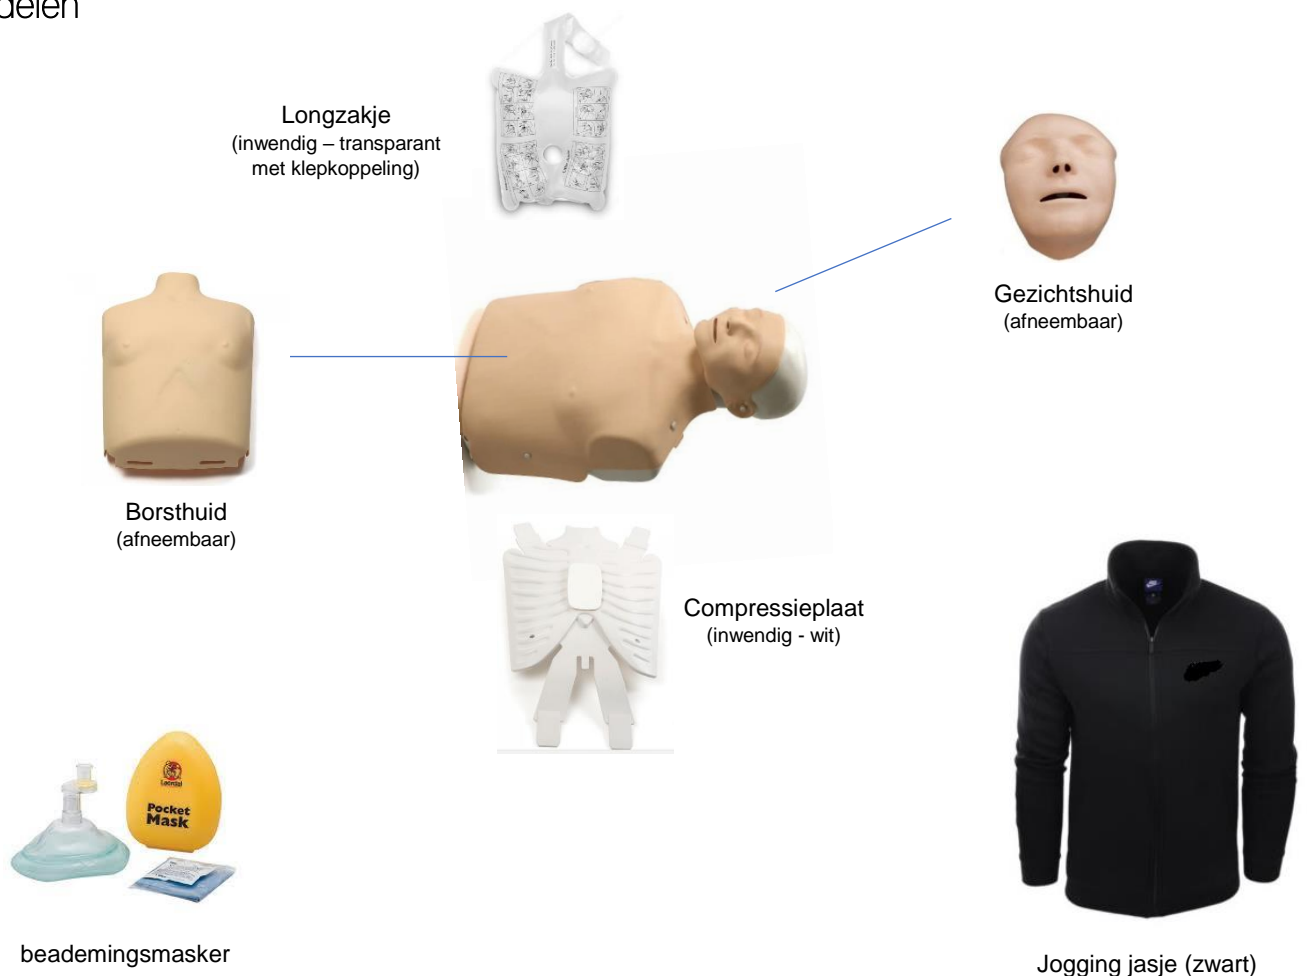 delen
Longzakje
(inwendig – transparant
met klepkoppeling)
Gezichtshuid
(afneembaar)
Borsthuid
(afneembaar)
Compressieplaat
(inwendig - wit)
Laerdal
Pocket
Mask
beademingsmasker
Jogging jasje (zwart)